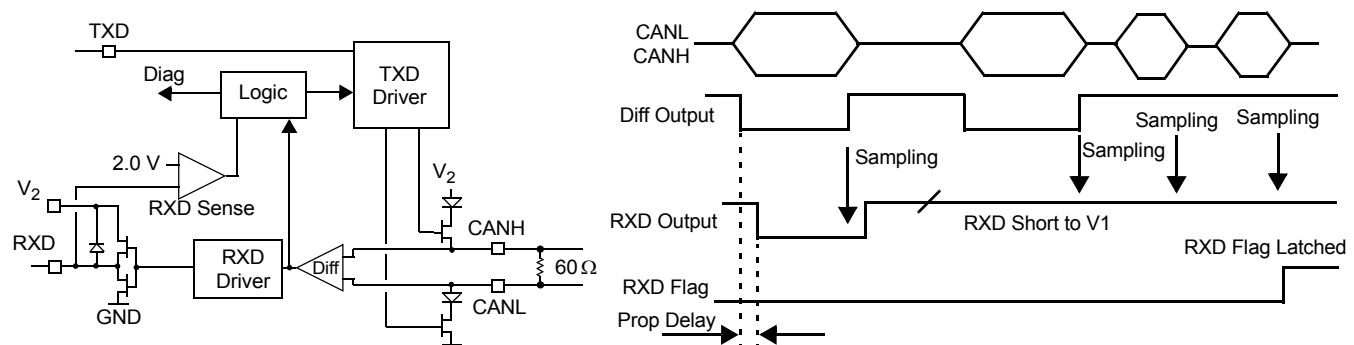 TXD
Diag
Logic
TXD
Driver
2.0 V
V2
RXD Sense
V2
RXD
RXD
Driver
Diff
CANH
60 Ω
CANL
GND
CANL
CANH
Diff Output
Sampling
Sampling
Sampling
Sampling
RXD Output
RXD Short to V1
RXD Flag Latched
RXD Flag
Prop Delay